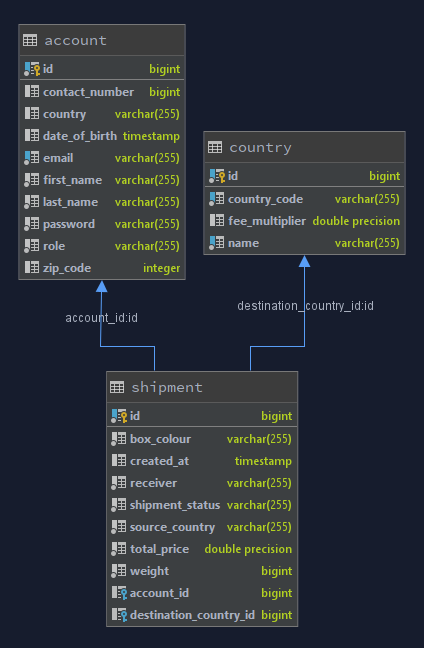 account
id bigint
contact_number bigint
country varchar(255)
date_of_birth timestamp
email varchar(255)
first_name varchar(255)
last_name varchar(255)
password varchar(255)
role varchar(255)
zip_code integer
country
id bigint
country_code varchar(255)
fee_multiplier double precision
name varchar(255)
account_id:id
destination_country_id:id
shipment
id bigint
box_colour varchar(255)
created_at timestamp
receiver varchar(255)
shipment_status varchar(255)
source_country varchar(255)
total_price double precision
weight bigint
account_id bigint
destination_country_id bigint